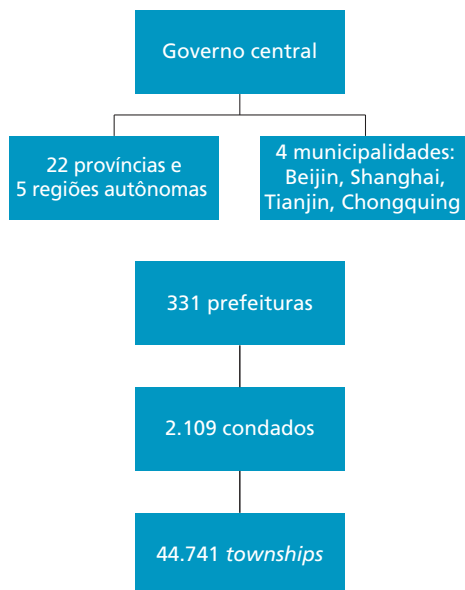 Governo central
22 províncias e
5 regiões autônomas
4 municipalidades:
Beijin, Shanghai,
Tianjin, Chongquing
331 prefeituras
2.109 condados
44.741 townships